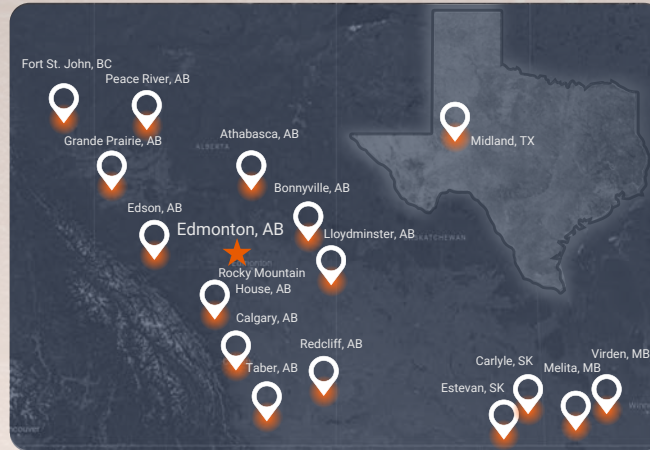 Fort St. John, BC
Peace River, AB
Grande Prairie, AB
ALBERTA
Athabasca, AB
Midland, TX
Bonnyville, AB
Edson, AB
Edmonton, AB
Lloydminster, AB
SKATCHEWAN
Rocky Mountain
House, AB
Calgary, AB
Redcliff, AB
Taber, AB
Virden, MB
Carlyle, SK
Melita, MB
Estevan, SK